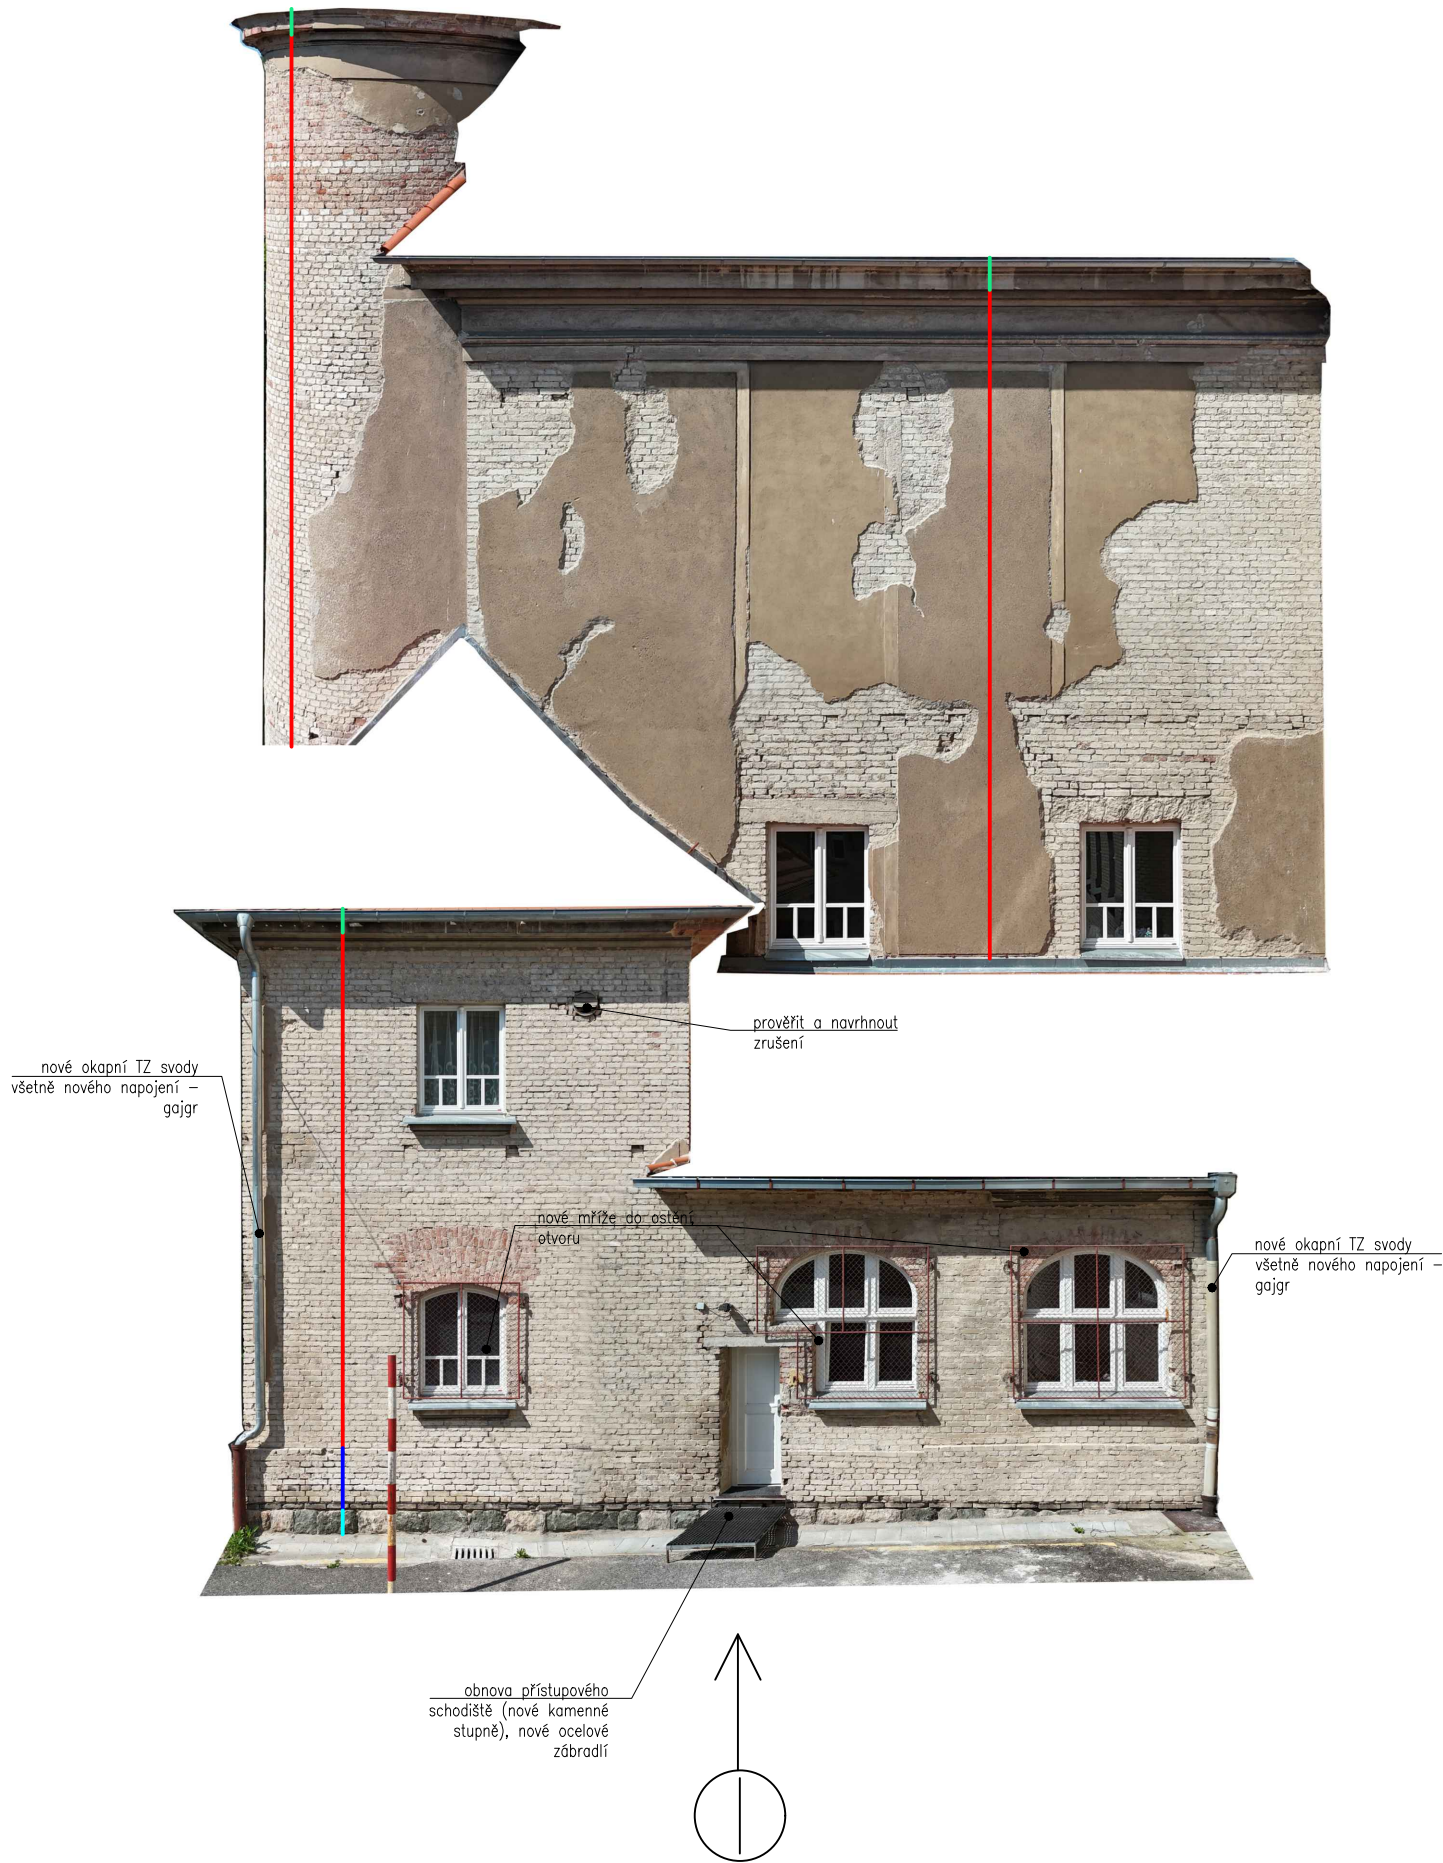 prověřit a navrhnout
zrušení
nové okapní TZ svody
všetně nového napojení –
gajgr
nové mříže do ostění
otvoru
nové okapní TZ svody
všetně nového napojení –
gajgr
obnova přístupového
schodiště (nové kamenné
stupně), nové ocelové
zábradlí